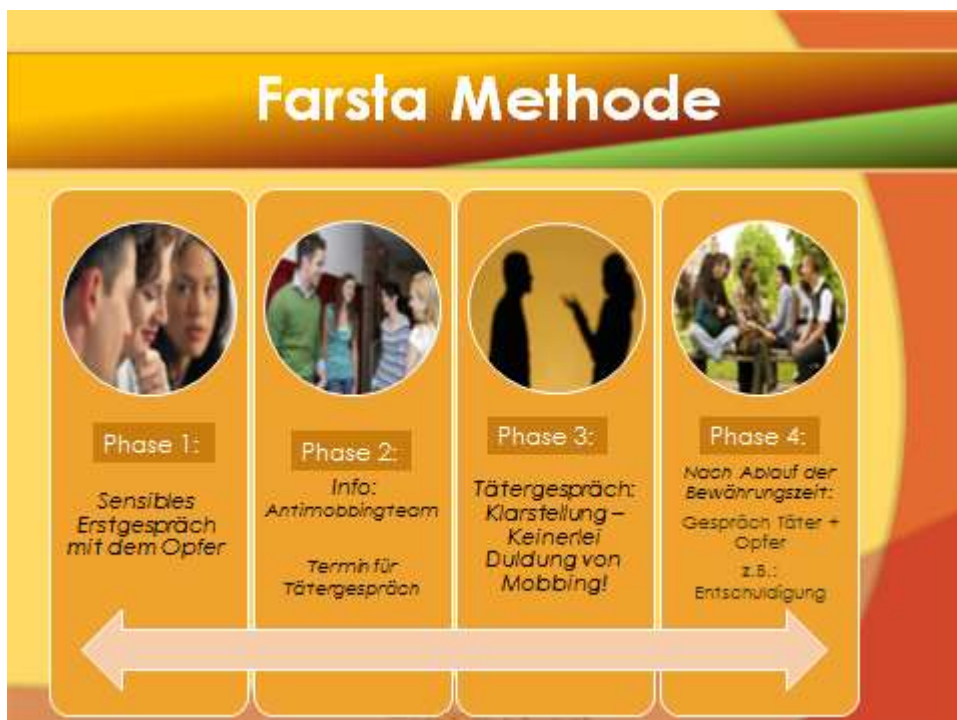 Farsta Methode
Phase 1:
Sensibles
Erstgespräch
mit dem Opfer
Phase 2:
Info:
Antimobbingteam
Termin für
Tätergespräch
Phase 3:
Tätergespräch:
Klarstellung –
Keinerlei
Duldung von
Mobbing!
Phase 4:
Nach Ablauf der
Bewährungszeit:
Gespräch Täter +
Opfer
z.B.:
Entschuldigung